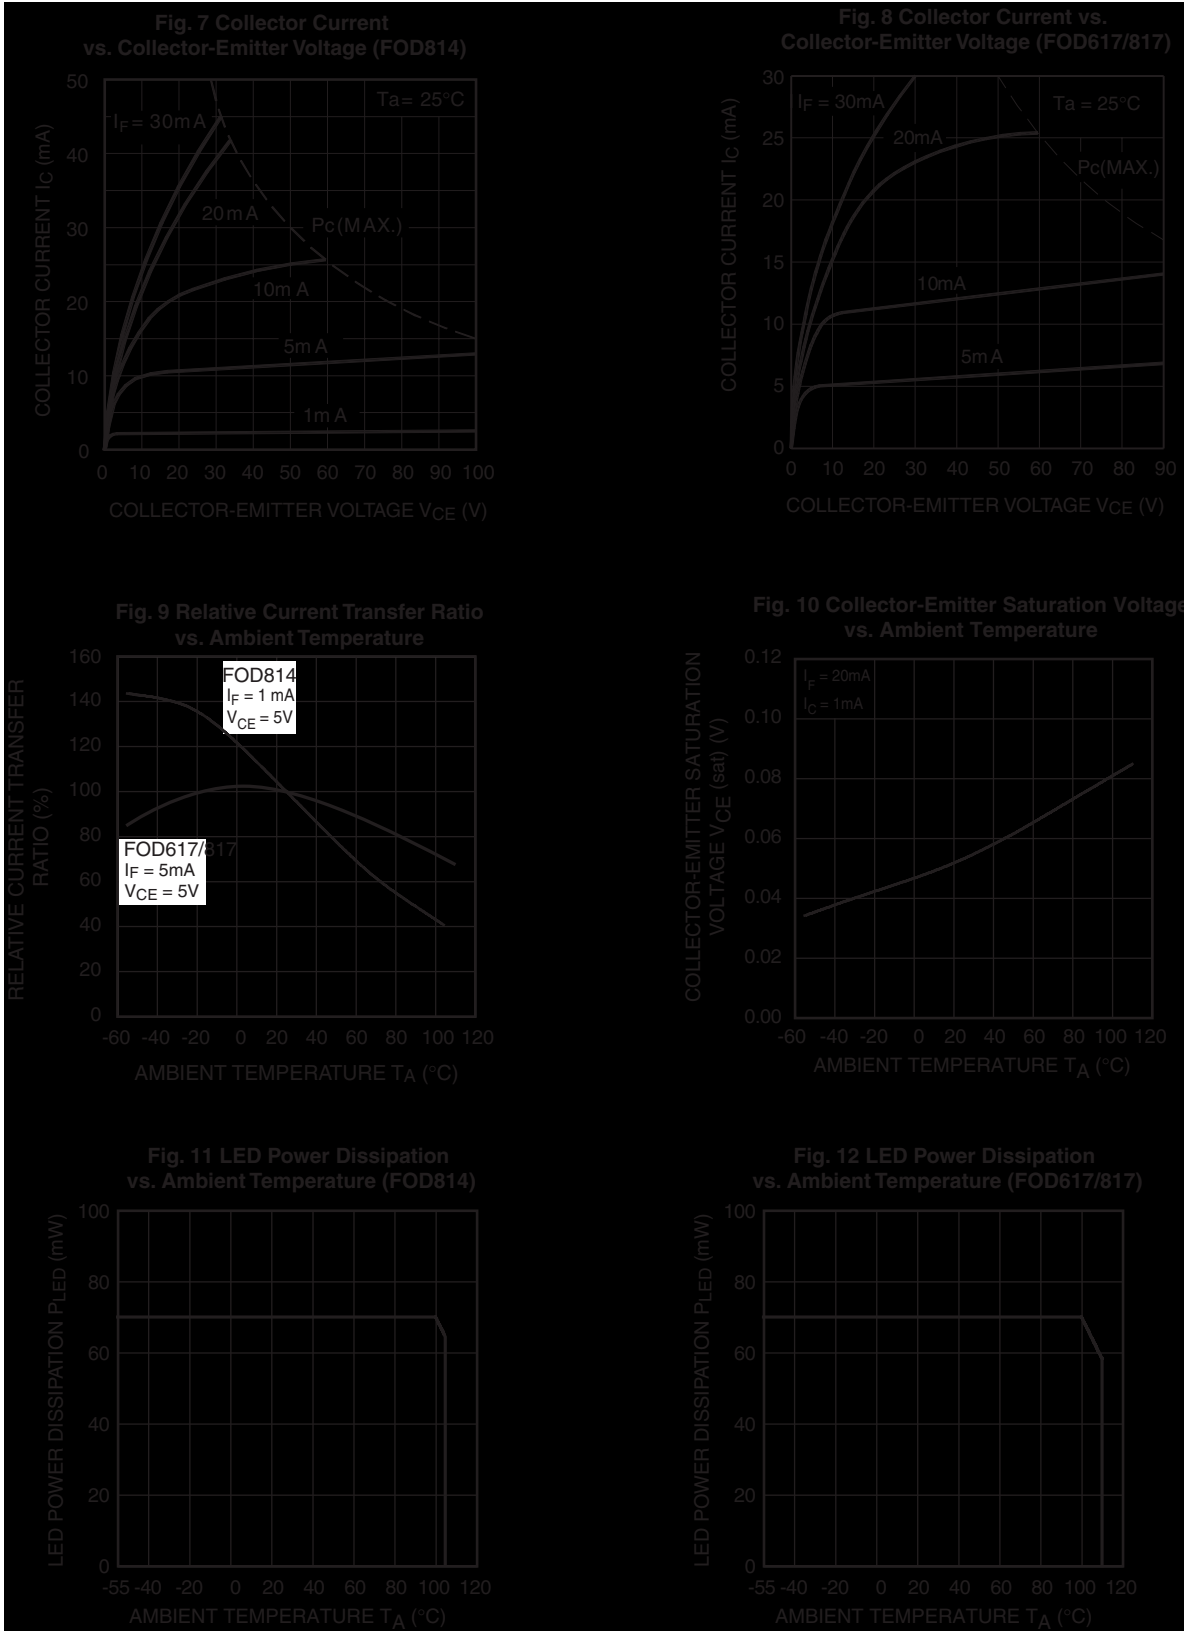 Fig. 7 Collector Current
vs. Collector-Emitter Voltage (FOD814)
COLLECTOR CURRENT IC (mA)
50
40
30
20
10
0
Ta = 25°C
IF = 30mA
20mA
Pc(MAX.)
10mA
5mA
1mA
0 10 20 30 40 50 60 70 80 90 100
COLLECTOR-EMITTER VOLTAGE VCE (V)
Fig. 8 Collector Current vs.
Collector-Emitter Voltage (FOD617/817)
COLLECTOR CURRENT IC (mA)
30
25
20
15
10
5
0
IF = 30mA
Ta = 25°C
20mA
Pc(MAX.)
10mA
5mA
0 10 20 30 40 50 60 70 80 90
COLLECTOR-EMITTER VOLTAGE VCE (V)
Fig. 9 Relative Current Transfer Ratio
vs. Ambient Temperature
RELATIVE CURRENT TRANSFER
RATIO (%)
160
140
120
100
80
60
40
20
0
FOD814
IF = 1 mA
VCE = 5V
FOD617/817
IF = 5mA
VCE = 5V
-60 -40 -20 0 20 40 60 80 100 120
AMBIENT TEMPERATURE TA (°C)
Fig. 10 Collector-Emitter Saturation Voltage
vs. Ambient Temperature
COLLECTOR-EMITTER SATURATION
VOLTAGE VCE (sat) (V)
0.12
0.10
0.08
0.06
0.04
0.02
0.00
IF = 20mA
IC = 1mA
-60 -40 -20 0 20 40 60 80 100 120
AMBIENT TEMPERATURE TA (°C)
Fig. 11 LED Power Dissipation
vs. Ambient Temperature (FOD814)
LED POWER DISSIPATION PLED (mW)
100
80
60
40
20
0
-55 -40 -20 0 20 40 60 80 100 120
AMBIENT TEMPERATURE TA (°C)
Fig. 12 LED Power Dissipation
vs. Ambient Temperature (FOD617/817)
LED POWER DISSIPATION PLED (mW)
100
80
60
40
20
0
-55 -40 -20 0 20 40 60 80 100 120
AMBIENT TEMPERATURE TA (°C)